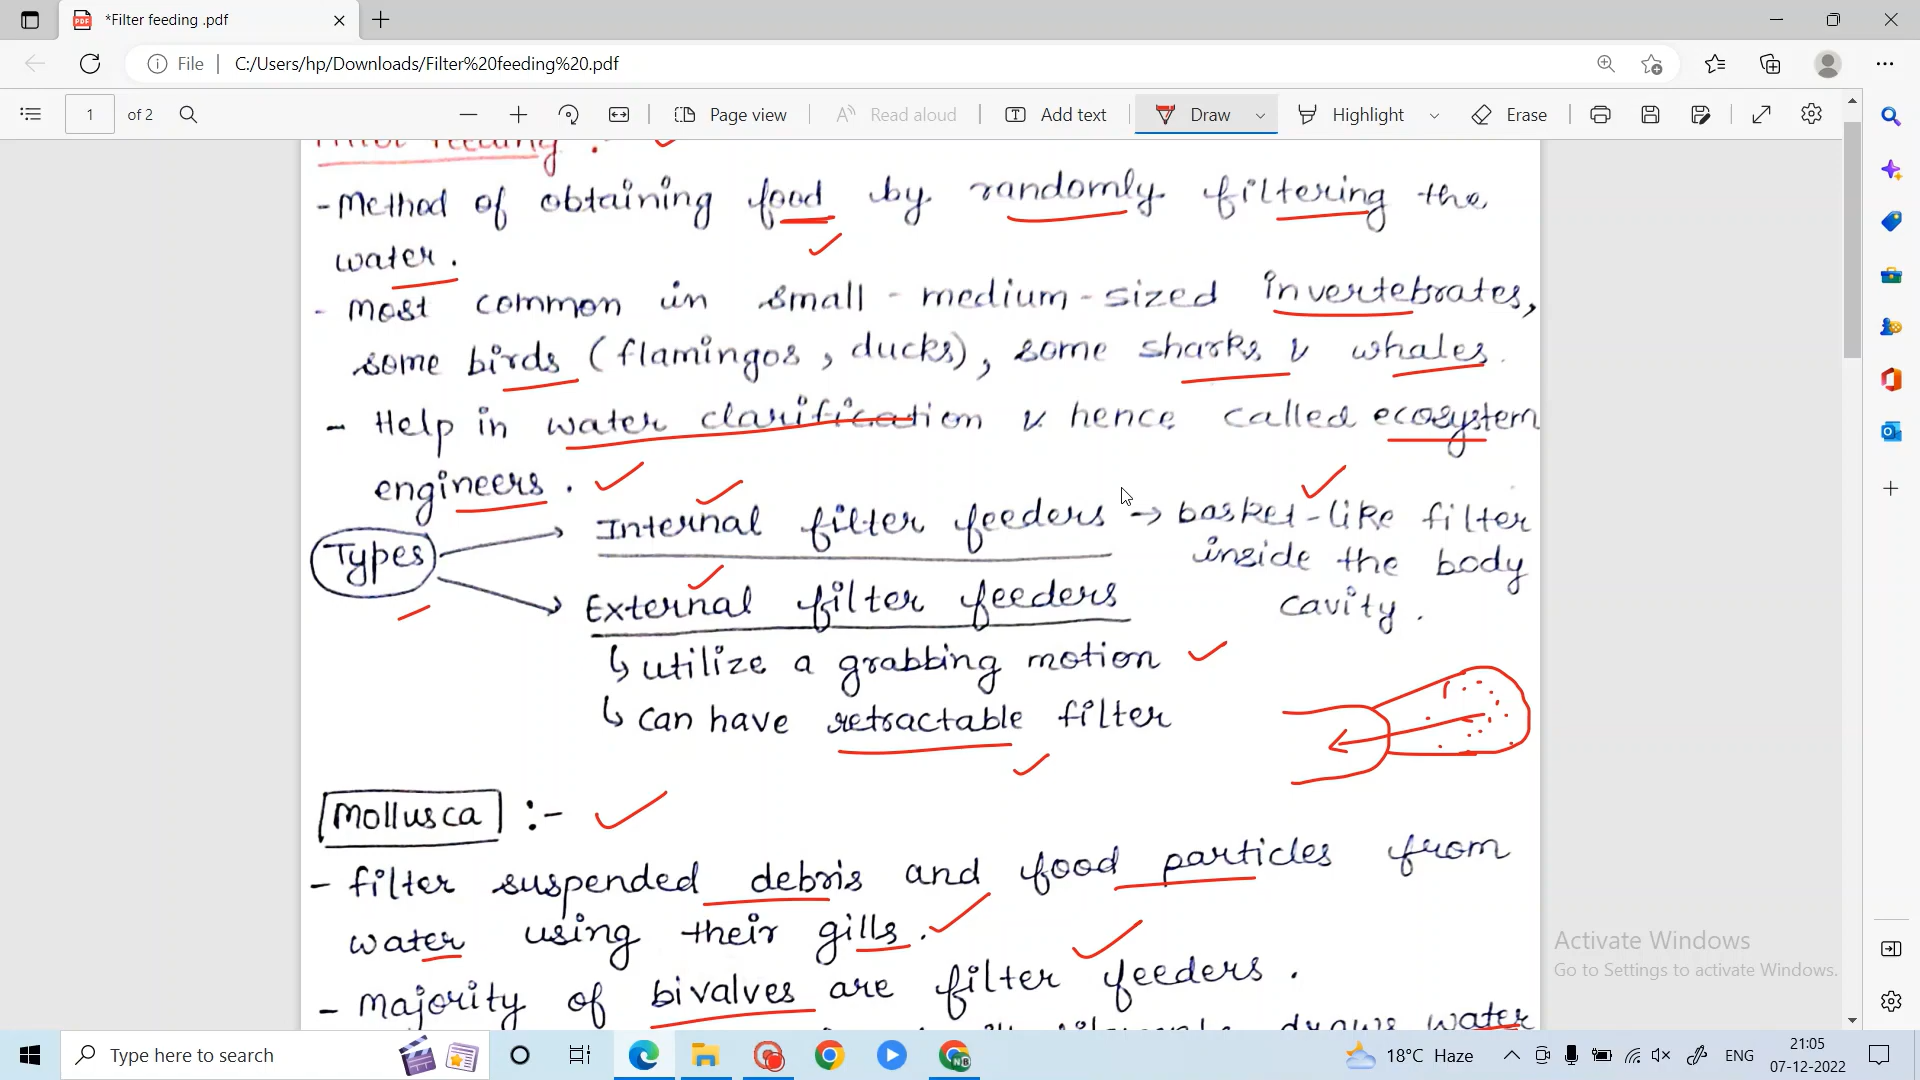 *Filter feeding .pdf
File
C:/Users/hp/Downloads/Filter%20feeding%20.pdf
1 of 2
Page view
Read aloud
Add text
Draw
Highlight
Erase
Filter feeding :-
- Method of obtaining food by randomly filtering the
water.
- most common in small - medium - sized invertebrates,
some birds (flamingos, ducks), some sharks & whales.
- Help in water clarification & hence called ecosystem
engineers.
Types
Internal filter feeders → basket-like filter
inside the body
cavity.
External filter feeders
↳ utilize a grabbing motion
↳ can have retractable filter
Mollusca :-
- filter suspended debris and food particles from
water using their gills.
- majority of bivalves are filter feeders.
draws water
Activate Windows
Go to Settings to activate Windows.
Type here to search
18°C Haze
ENG
21:05
07-12-2022